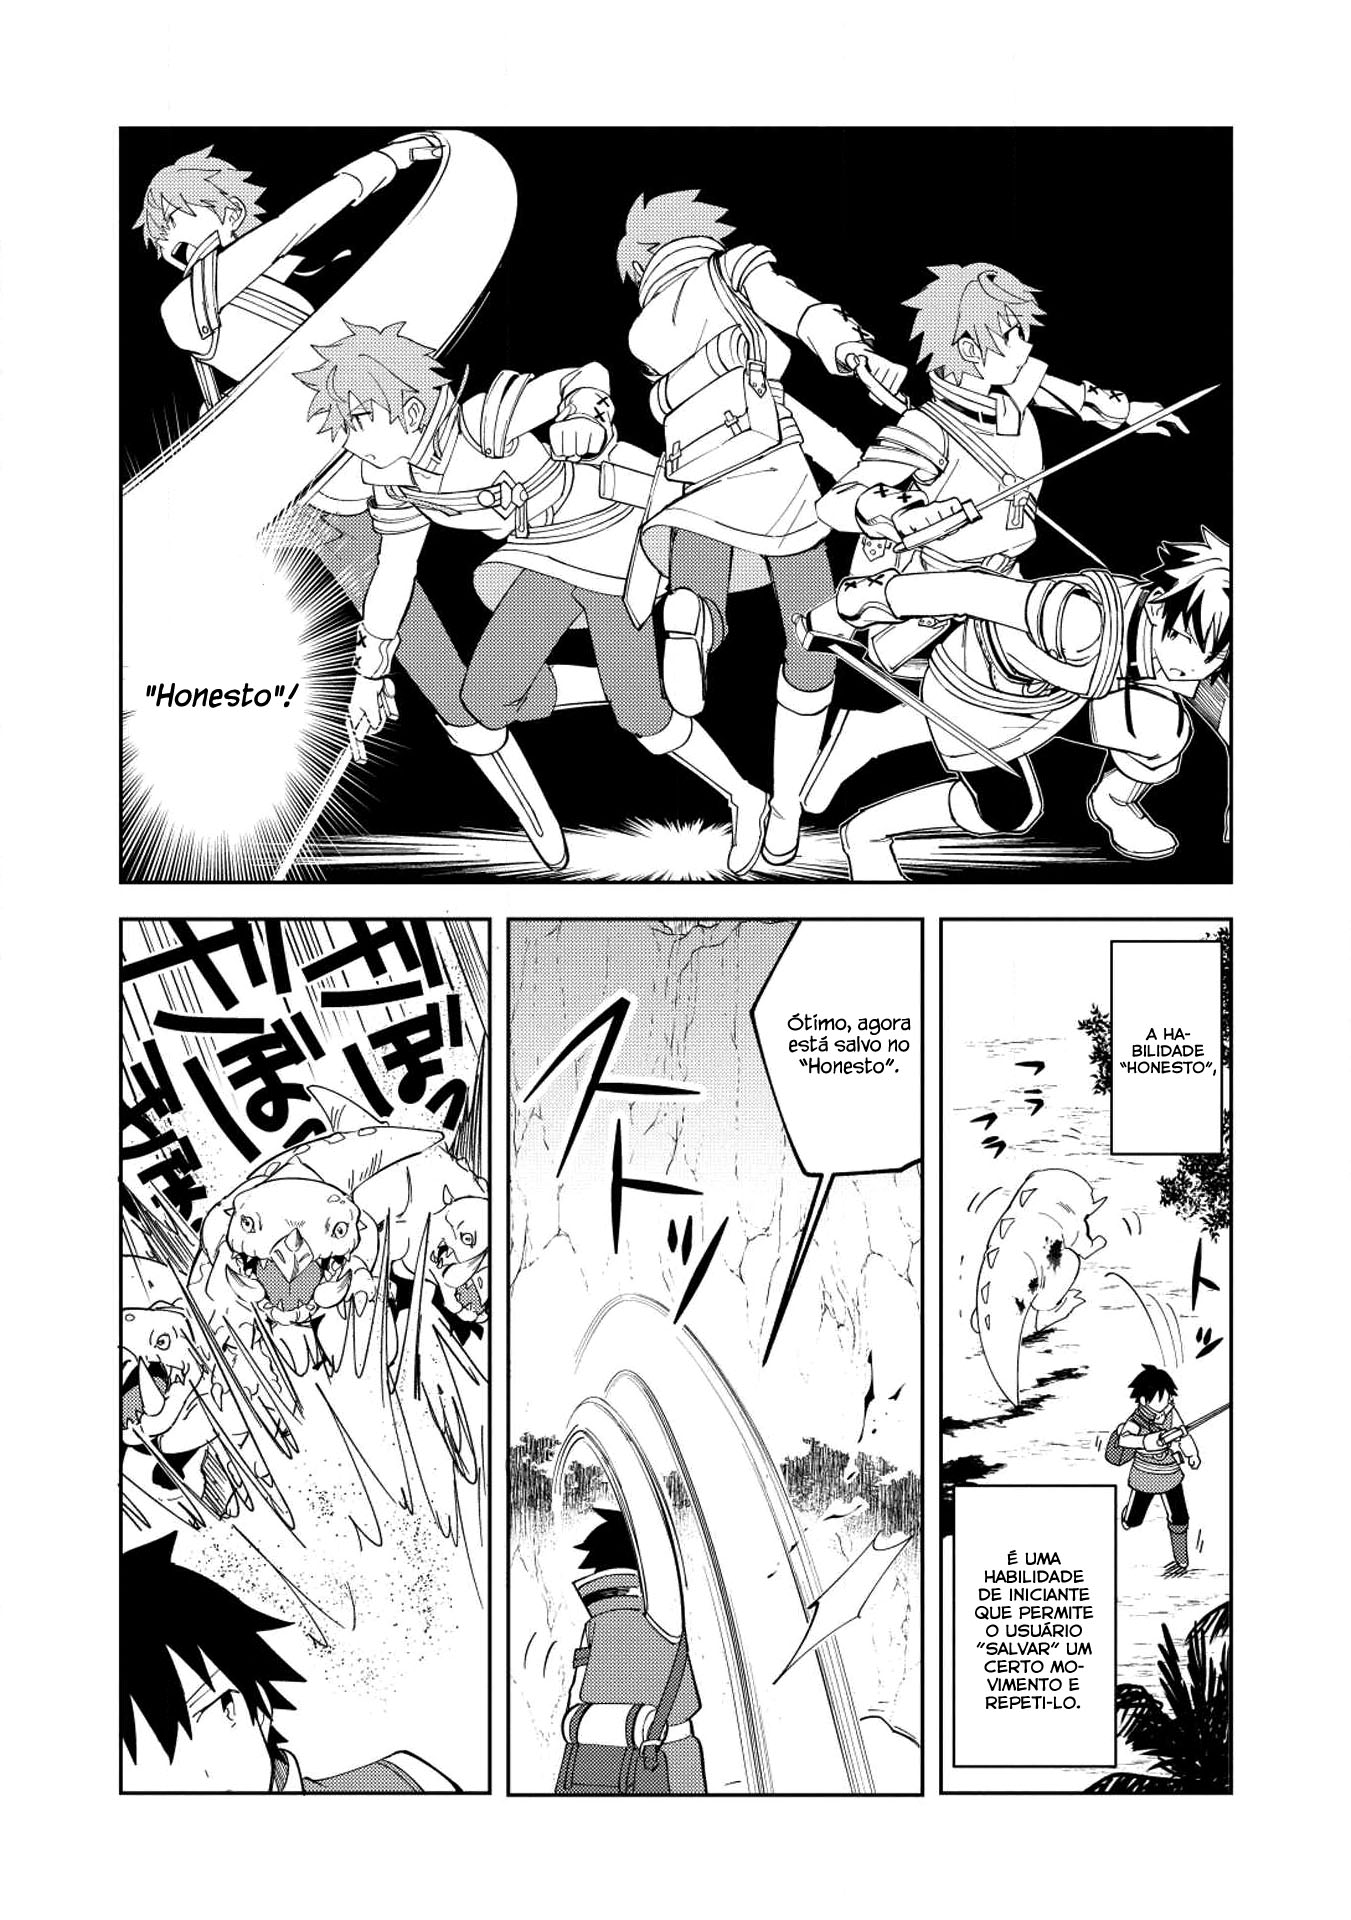 "Honesto"!
A HA-
BILIDADE
"HONESTO",
ト
É UMA
HABILIDADE
DE INICIANTE
QUE PERMITE
O USUÁRIO
"SALVAR" UM
CERTO MO-
VIMENTO E
REPETI-LO.
Ótimo, agora
está salvo no
"Honesto".